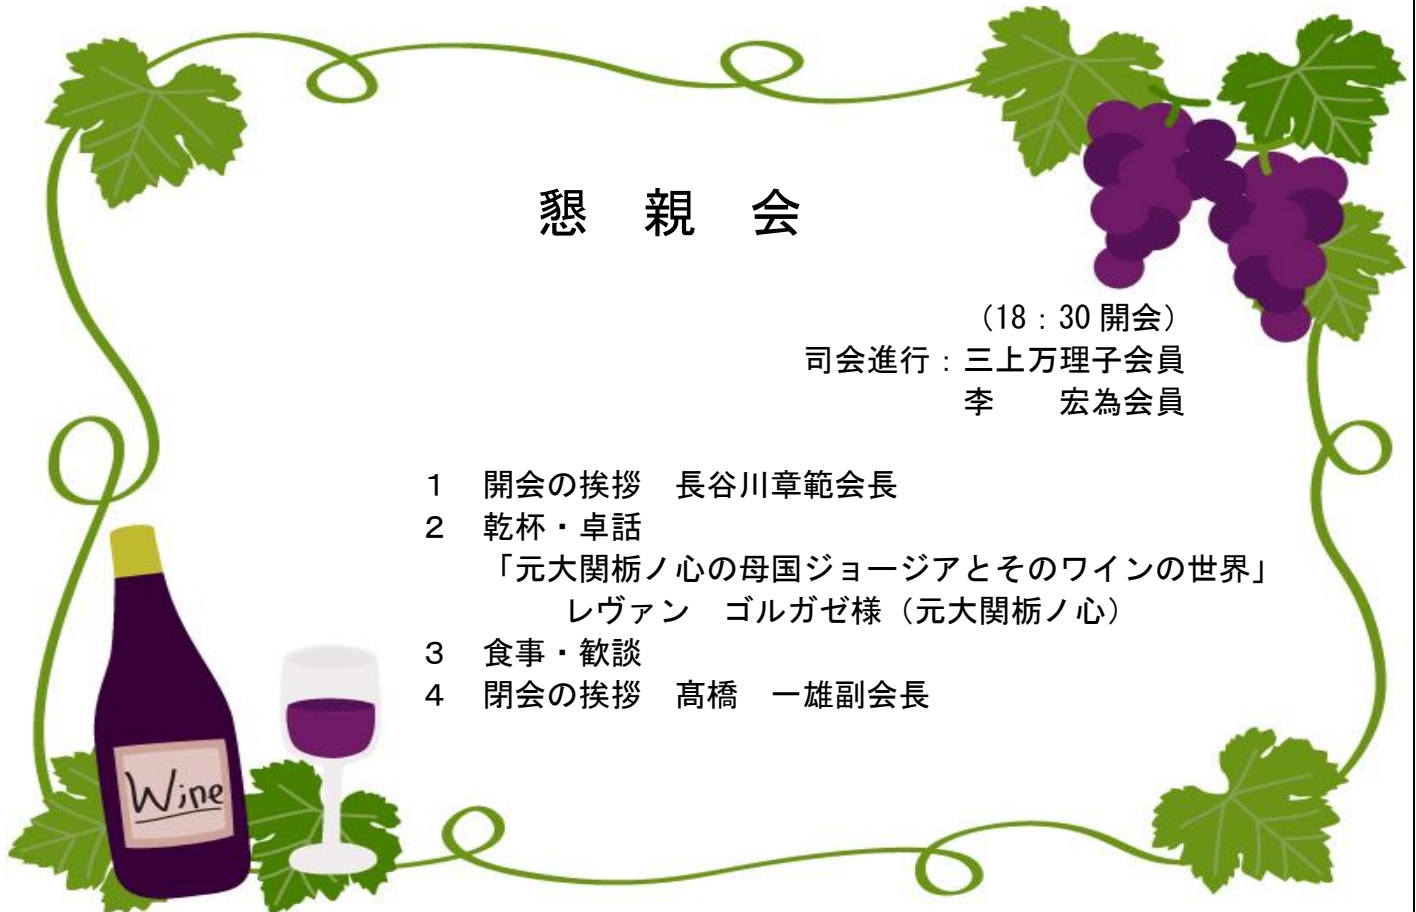 懇　親　会
（18：30 開会）
司会進行：三上万理子会員
李　　宏為会員
１　開会の挨拶　長谷川章範会長
２　乾杯・卓話
「元大関栃ノ心の母国ジョージアとそのワインの世界」
レヴァン　ゴルガゼ様（元大関栃ノ心）
３　食事・歓談
４　閉会の挨拶　髙橋　一雄副会長
Wine